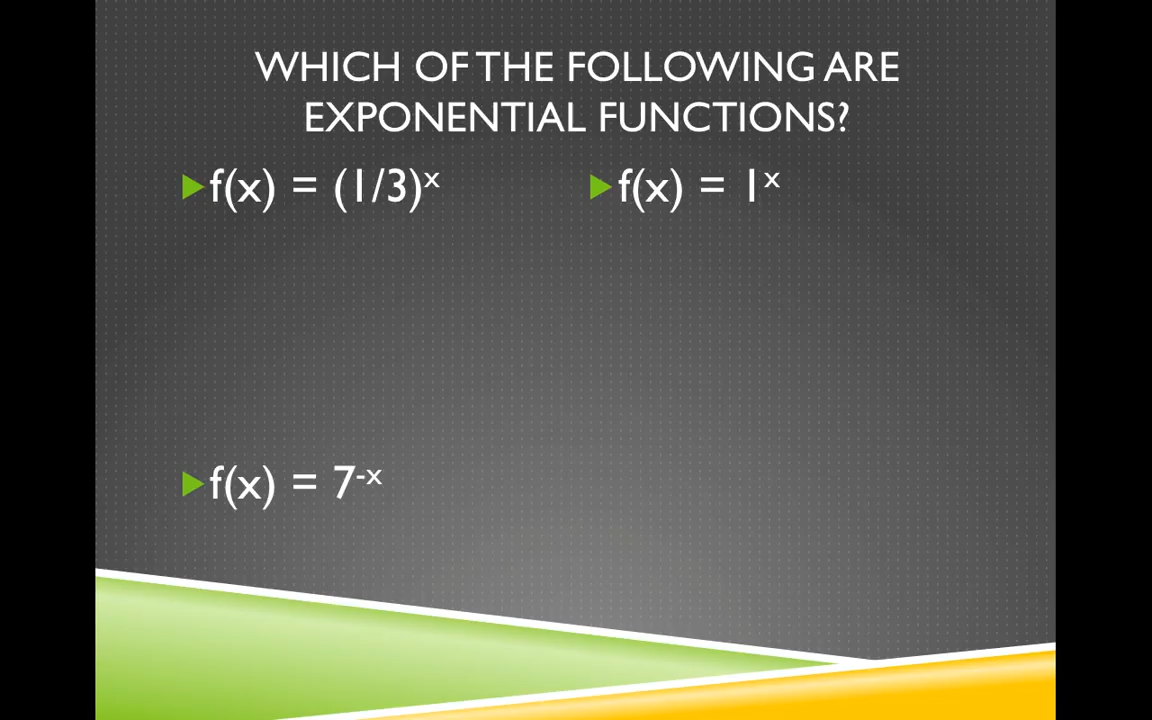 WHICH OF THE FOLLOWING ARE
EXPONENTIAL FUNCTIONS?
f(x) = (1/3)ˣ
f(x) = 1ˣ
f(x) = 7⁻ˣ